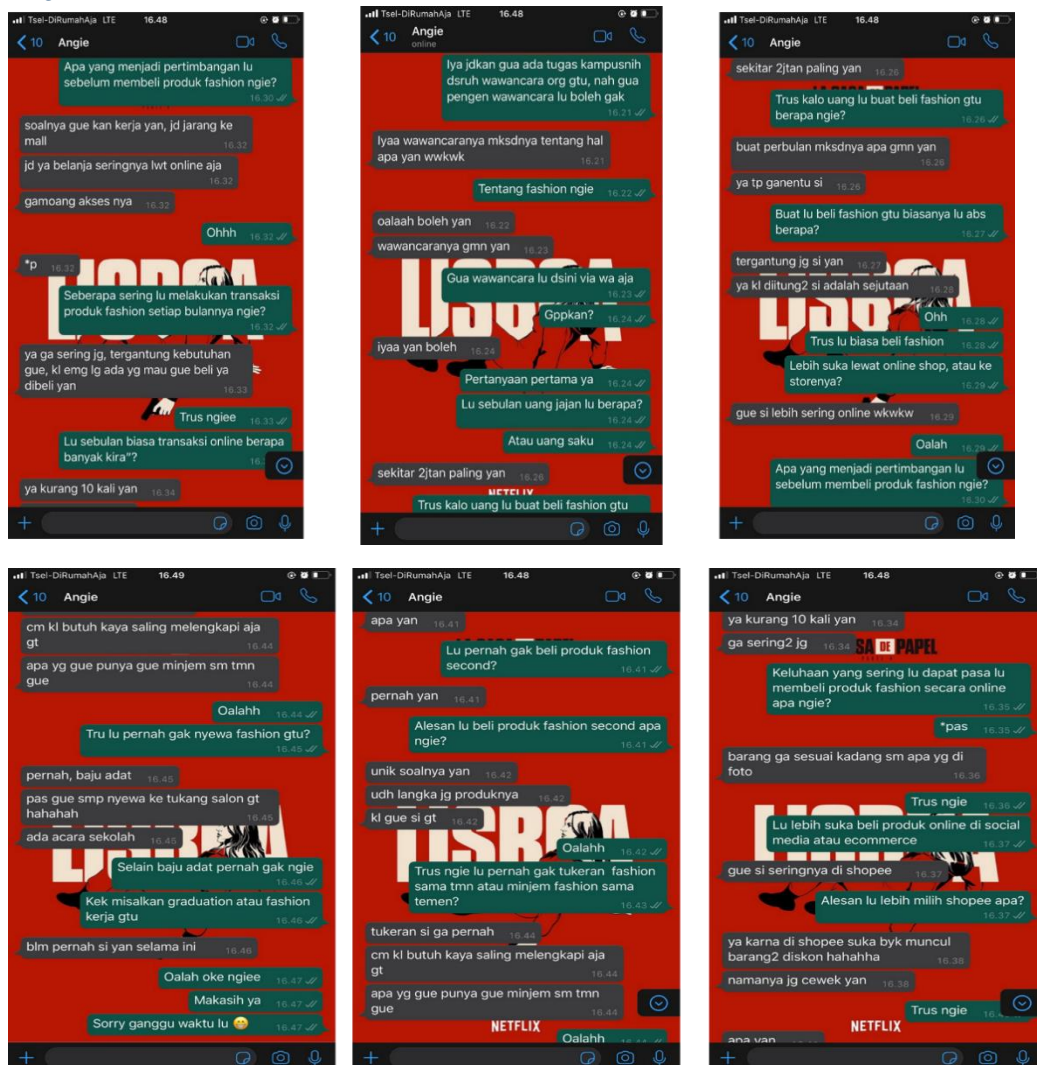 Tsel-DiRumahAja LTE 16.48
10 Angie
Apa yang menjadi pertimbangan lu
sebelum membeli produk fashion ngie?
16.30
soalnya gue kan kerja yan, jd jarang ke
mall 16.32
jd ya belanja seringnya lwt online aja
16.32
gamoang akses nya 16.32
Ohhh 16.32
*p 16.32
Seberapa sering lu melakukan transaksi
produk fashion setiap bulannya ngie?
16.32
ya ga sering jg, tergantung kebutuhan
gue, kl emg lg ada yg mau gue beli ya
dibeli yan 16.33
Trus ngiee 16.33
Lu sebulan biasa transaksi online berapa
banyak kira"?
ya kurang 10 kali yan 16.34
Tsel-DiRumahAja LTE 16.48
10 Angie
online
Iya jdkan gua ada tugas kampusnih
dsruh wawancara org gtu, nah gua
pengen wawancara lu boleh gak
16.21
Iyaa wawancaranya mksdnya tentang hal
apa yan wwkwk 16.21
Tentang fashion ngie 16.22
oalaah boleh yan 16.22
wawancaranya gmn yan 16.23
Gua wawancara lu dsini via wa aja
16.23
Gppkan? 16.24
iyaa yan boleh 16.24
Pertanyaan pertama ya 16.24
Lu sebulan uang jajan lu berapa?
16.24
Atau uang saku 16.24
sekitar 2jtan paling yan 16.26
NETFLIX
Trus kalo uang lu buat beli fashion gtu
Tsel-DiRumahAja LTE 16.48
10 Angie
sekitar 2jtan paling yan 16.26
Trus kalo uang lu buat beli fashion gtu
berapa ngie? 16.26
buat perbulan mksdnya apa gmn yan
16.26
ya tp ganentu si 16.26
Buat lu beli fashion gtu biasanya lu abs
berapa? 16.27
tergantung jg si yan 16.27
ya kl diitung2 si adalah sejutaan 16.28
Ohh 16.28
Trus lu biasa beli fashion 16.28
Lebih suka lewat online shop, atau ke
storenya? 16.29
gue si lebih sering online wkwkw 16.29
Oalah 16.29
Apa yang menjadi pertimbangan lu
sebelum membeli produk fashion ngie?
16.30
Tsel-DiRumahAja LTE 16.49
10 Angie
cm kl butuh kaya saling melengkapi aja
gt 16.44
apa yg gue punya gue minjem sm tmn
gue 16.44
Oalahh 16.44
Tru lu pernah gak nyewa fashion gtu?
16.45
pernah, baju adat 16.45
pas gue smp nyewa ke tukang salon gt
hahahah 16.45
ada acara sekolah 16.45
Selain baju adat pernah gak ngie
16.46
Kek misalkan graduation atau fashion
kerja gtu 16.46
blm pernah si yan selama ini 16.46
Oalah oke ngiee 16.47
Makasih ya 16.47
Sorry ganggu waktu lu 😁 16.47
Tsel-DiRumahAja LTE 16.48
10 Angie
apa yan 16.41
Lu pernah gak beli produk fashion
second? 16.41
pernah yan 16.41
Alesan lu beli produk fashion second apa
ngie? 16.41
unik soalnya yan 16.42
udh langka jg produknya 16.42
kl gue si gt 16.42
Oalahh 16.42
Trus ngie lu pernah gak tukeran fashion
sama tmn atau minjem fashion sama
temen? 16.43
tukeran si ga pernah 16.44
cm kl butuh kaya saling melengkapi aja
gt 16.44
apa yg gue punya gue minjem sm tmn
gue 16.44
NETFLIX
Oalahh
Tsel-DiRumahAja LTE 16.48
10 Angie
ya kurang 10 kali yan 16.34
ga sering2 jg 16.34
SA DE PAPEL
Keluhaan yang sering lu dapat pasa lu
membeli produk fashion secara online
apa ngie? 16.35
*pas 16.35
barang ga sesuai kadang sm apa yg di
foto 16.36
Trus ngie 16.36
Lu lebih suka beli produk online di social
media atau ecommerce 16.37
gue si seringnya di shopee 16.37
Alesan lu lebih milih shopee apa?
16.37
ya karna di shopee suka byk muncul
barang2 diskon hahahha 16.38
namanya jg cewek yan 16.38
Trus ngie
NETFLIX
apa yan